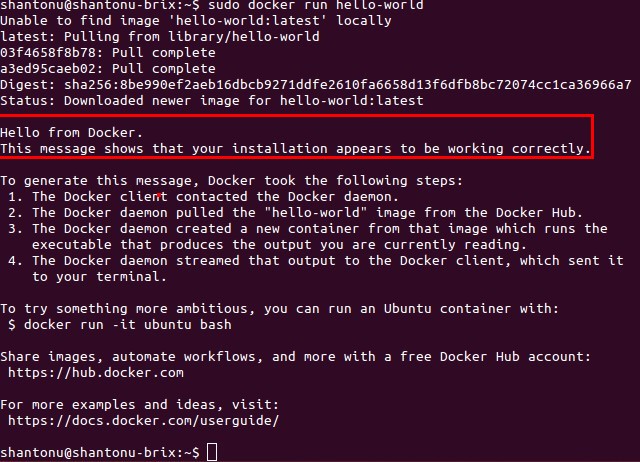 shantonu@shantonu-brix:~$ sudo docker run hello-world
Unable to find image 'hello-world:latest' locally
latest: Pulling from library/hello-world
03f4658f8b78: Pull complete
a3ed95caeb02: Pull complete
Digest: sha256:8be990ef2aeb16dbcb9271ddfe2610fa6658d13f6dfb8bc72074cc1ca36966a7
Status: Downloaded newer image for hello-world:latest
Hello from Docker.
This message shows that your installation appears to be working correctly.
To generate this message, Docker took the following steps:
1. The Docker client contacted the Docker daemon.
2. The Docker daemon pulled the "hello-world" image from the Docker Hub.
3. The Docker daemon created a new container from that image which runs the
executable that produces the output you are currently reading.
4. The Docker daemon streamed that output to the Docker client, which sent it
to your terminal.
To try something more ambitious, you can run an Ubuntu container with:
$ docker run -it ubuntu bash
Share images, automate workflows, and more with a free Docker Hub account:
https://hub.docker.com
For more examples and ideas, visit:
https://docs.docker.com/userguide/
shantonu@shantonu-brix:~$